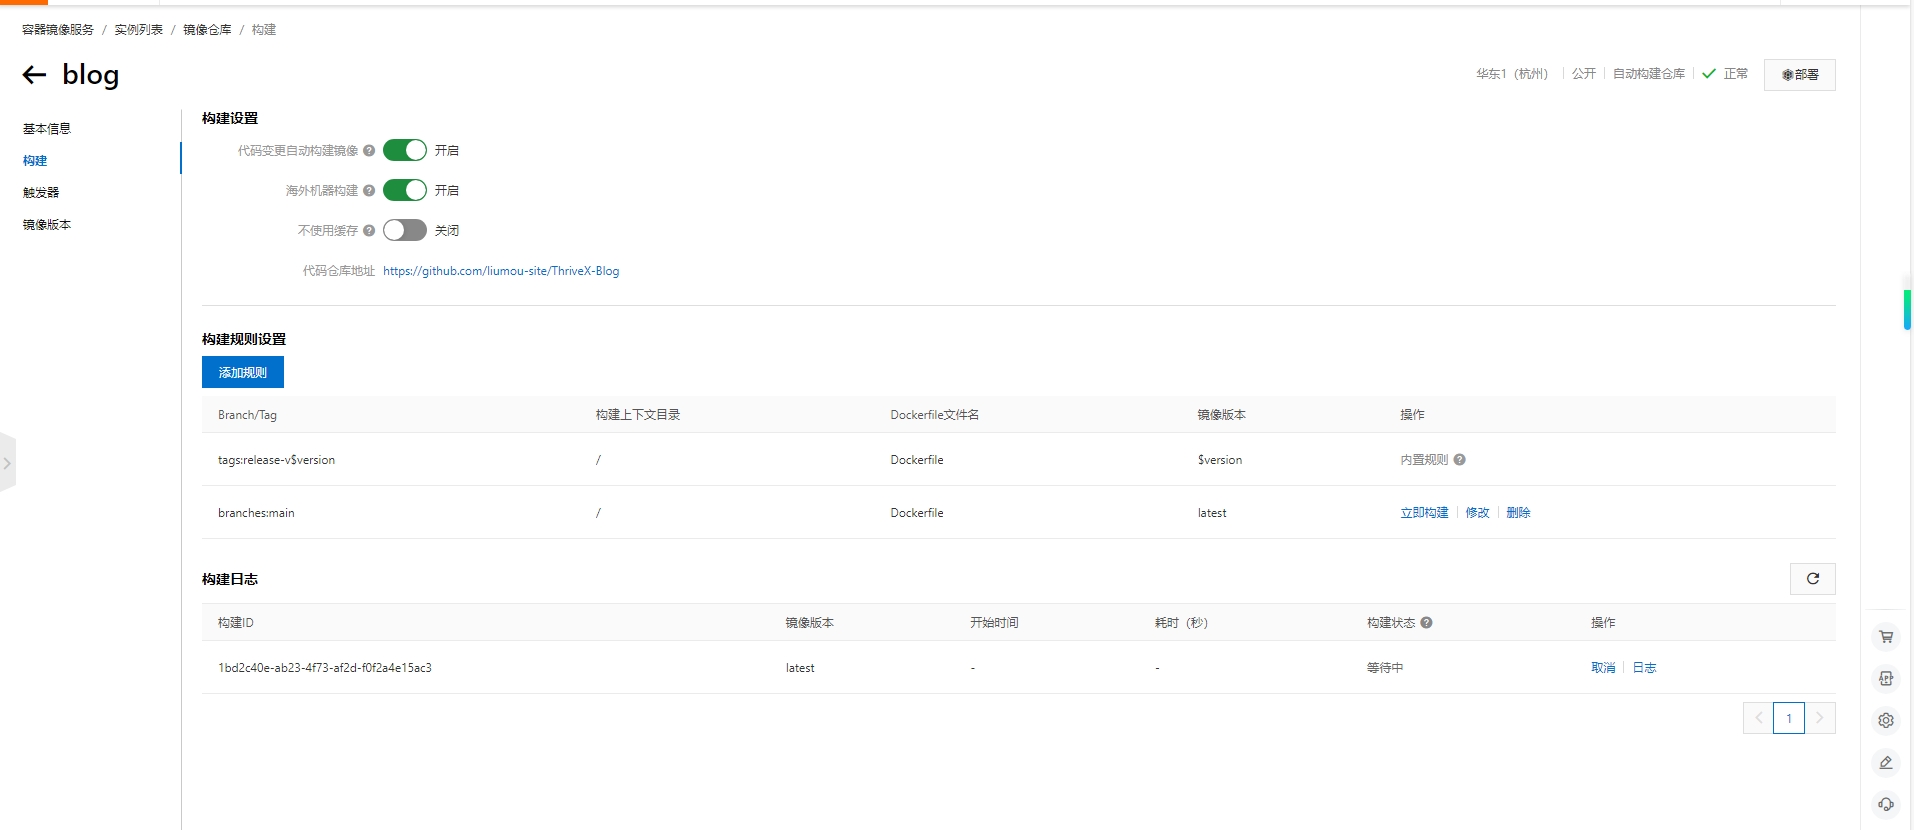 容器镜像服务 / 实例列表 / 镜像仓库 / 构建
blog
华东1（杭州） 公开 自动构建仓库 正常 部署
基本信息
构建
触发器
镜像版本
构建设置
代码变更自动构建镜像 开启
海外机器构建 开启
不使用缓存 关闭
代码仓库地址 https://github.com/liumou-site/ThriveX-Blog
构建规则设置
添加规则
Branch/Tag 构建上下文目录 Dockerfile文件名 镜像版本 操作
tags:release-v$version / Dockerfile $version 内置规则
branches:main / Dockerfile latest 立即构建 修改 删除
构建日志
构建ID 镜像版本 开始时间 耗时（秒） 构建状态 操作
1bd2c40e-ab23-4f73-af2d-f0f2a4e15ac3 latest - - 等待中 取消 日志
1